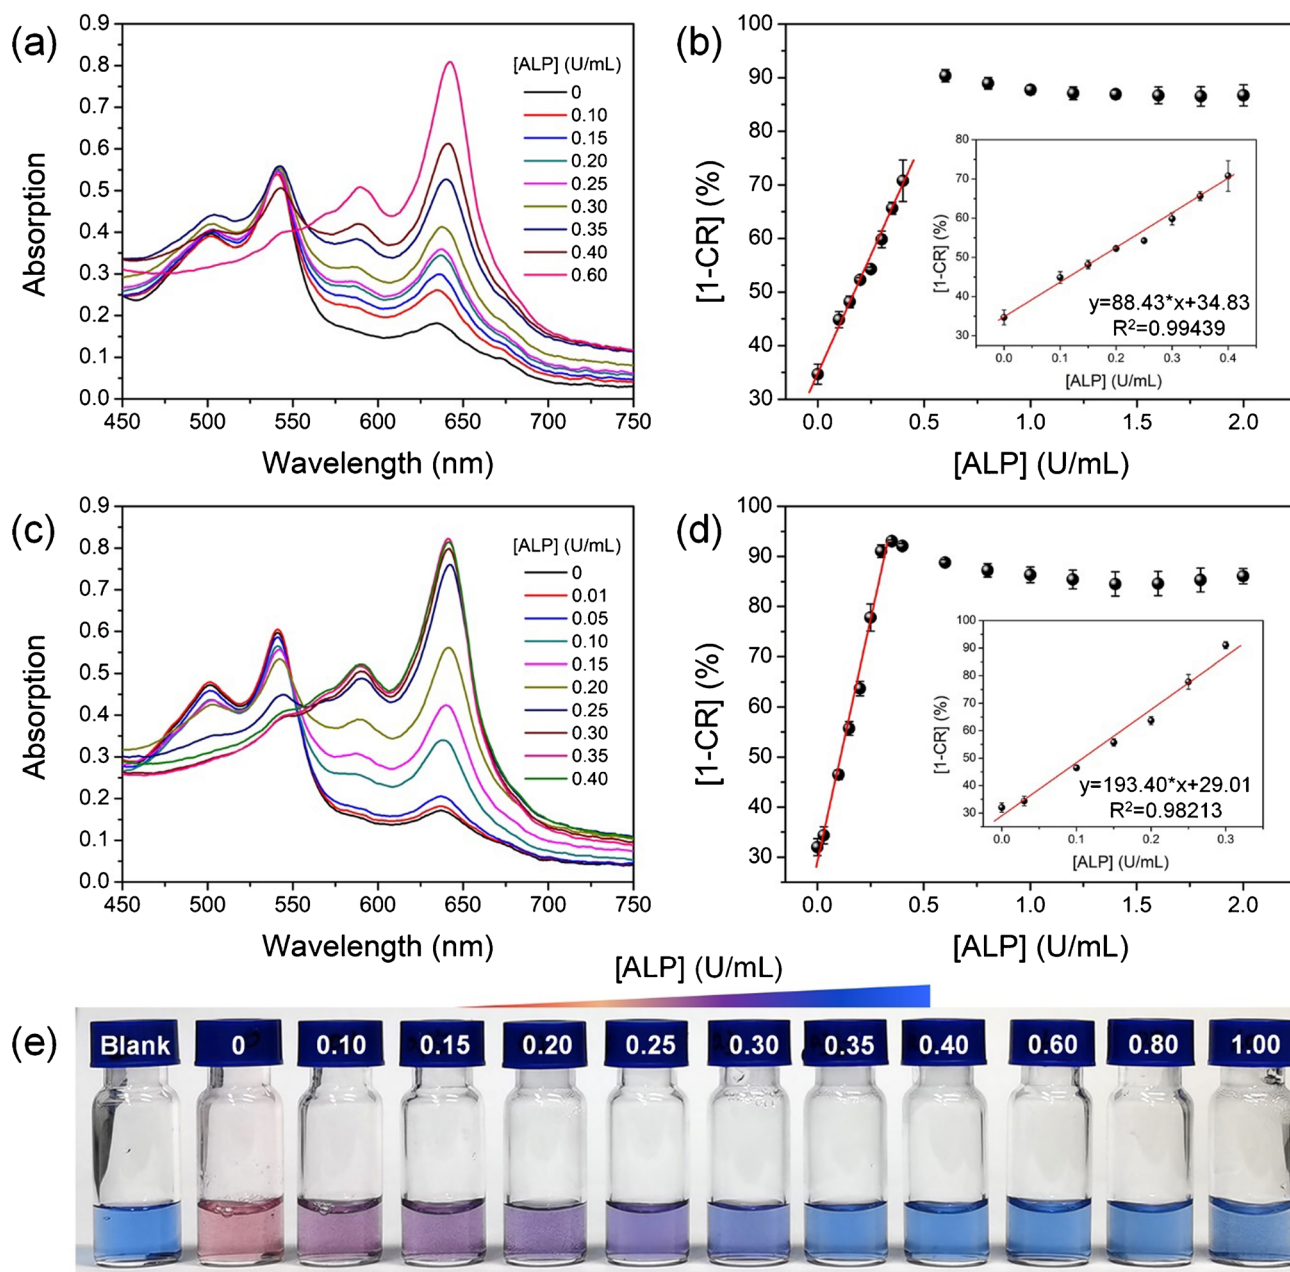 (a)
0.9
0.8
0.7
0.6
0.5
0.4
0.3
0.2
0.1
0.0
Absorption
450 500 550 600 650 700 750
Wavelength (nm)
[ALP] (U/mL)
0
0.10
0.15
0.20
0.25
0.30
0.35
0.40
0.60
(b)
100
90
80
70
60
50
40
30
[1-CR] (%)
0.0 0.5 1.0 1.5 2.0
[ALP] (U/mL)
80
70
60
50
40
30
[1-CR] (%)
y=88.43*x+34.83
R²=0.99439
0.0 0.1 0.2 0.3 0.4
[ALP] (U/mL)
(c)
0.9
0.8
0.7
0.6
0.5
0.4
0.3
0.2
0.1
0.0
Absorption
450 500 550 600 650 700 750
Wavelength (nm)
[ALP] (U/mL)
0
0.01
0.05
0.10
0.15
0.20
0.25
0.30
0.35
0.40
(d)
100
90
80
70
60
50
40
30
[1-CR] (%)
0.0 0.5 1.0 1.5 2.0
[ALP] (U/mL)
100
90
80
70
60
50
40
30
[1-CR] (%)
y=193.40*x+29.01
R²=0.98213
0.0 0.1 0.2 0.3
[ALP] (U/mL)
[ALP] (U/mL)
(e)
Blank 0 0.10 0.15 0.20 0.25 0.30 0.35 0.40 0.60 0.80 1.00